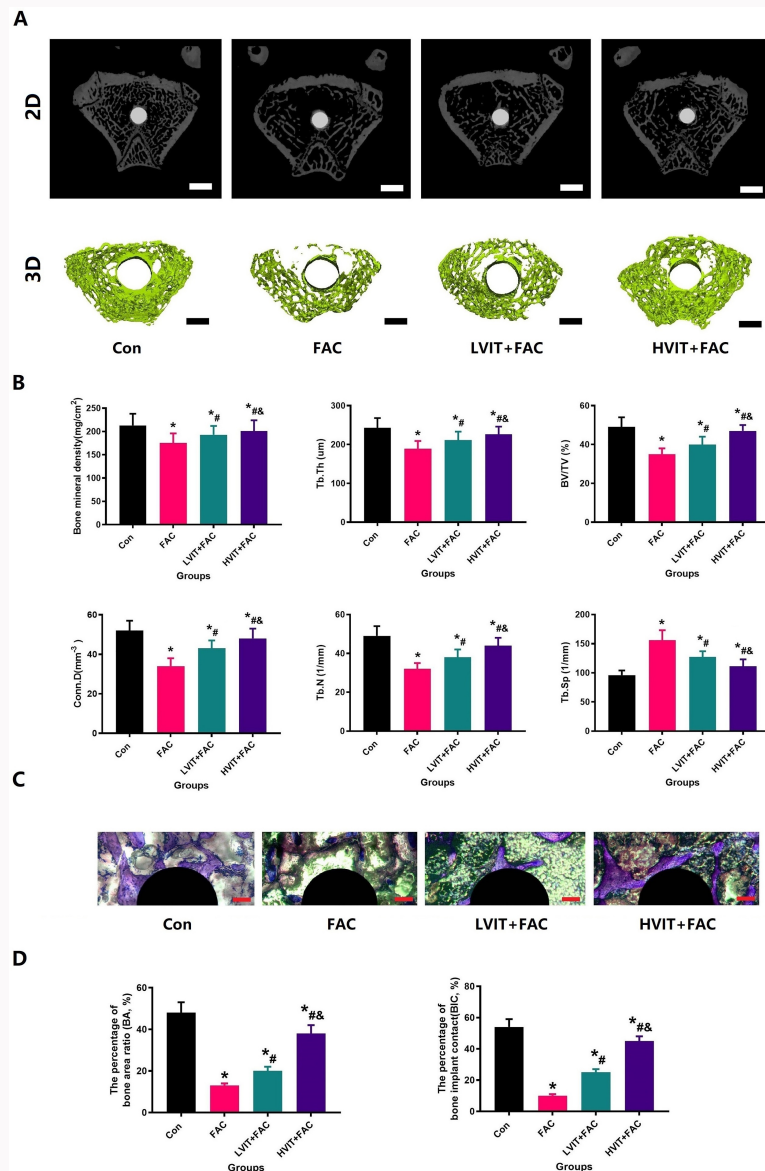 A
2D
3D
Con
FAC
LVIT+FAC
HVIT+FAC
B
Bone mineral density(mg/cm²)
250
200
150
100
50
0
*
*#
*#&
Con
FAC
LVIT+FAC
HVIT+FAC
Groups
Tb.Th (um)
300
200
100
0
*
*#
*#&
Con
FAC
LVIT+FAC
HVIT+FAC
Groups
BV/TV (%)
60
40
20
0
*
*#
*#&
Con
FAC
LVIT+FAC
HVIT+FAC
Groups
Conn.D(mm⁻³)
60
40
20
0
*
*#
*#&
Con
FAC
LVIT+FAC
HVIT+FAC
Groups
Tb.N (1/mm)
60
40
20
0
*
*#
*#&
Con
FAC
LVIT+FAC
HVIT+FAC
Groups
Tb.Sp (1/mm)
200
150
100
50
0
*
*#
*#&
Con
FAC
LVIT+FAC
HVIT+FAC
Groups
C
Con
FAC
LVIT+FAC
HVIT+FAC
D
The percentage of
bone area ratio (BA, %)
60
40
20
0
*
*#
*#&
Con
FAC
LVIT+FAC
HVIT+FAC
Groups
The percentage of
bone implant contact(BIC, %)
80
60
40
20
0
*
*#
*#&
Con
FAC
LVIT+FAC
HVIT+FAC
Groups